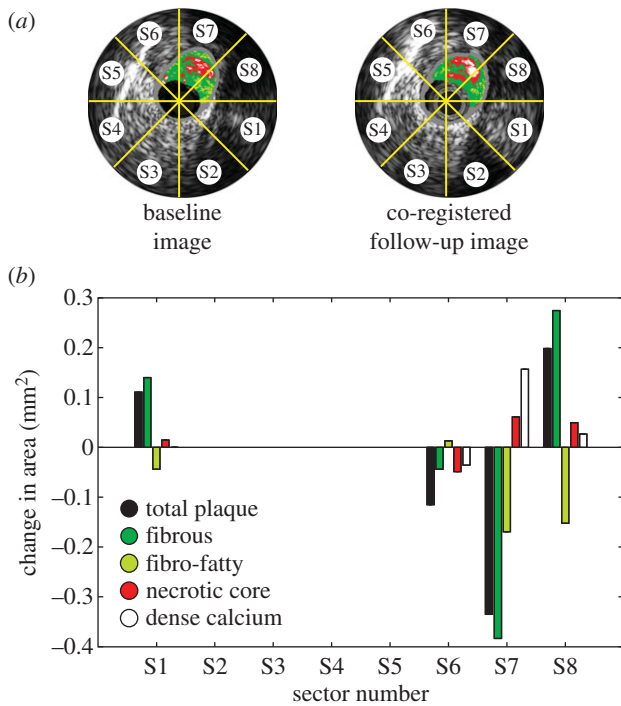 (a)
S6 S7
S5 S8
S4 S1
S3 S2
baseline
image
S6 S7
S5 S8
S4 S1
S3 S2
co-registered
follow-up image
(b)
change in area (mm²)
0.3
0.2
0.1
0
–0.1
–0.2
–0.3
–0.4
total plaque
fibrous
fibro-fatty
necrotic core
dense calcium
S1 S2 S3 S4 S5 S6 S7 S8
sector number